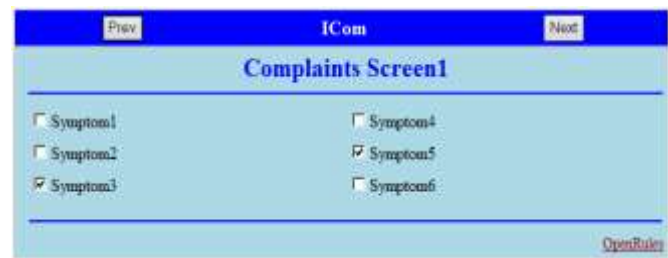 Prev ICom Next
Complaints Screen1
Symptom1 Symptom4
Symptom2 Symptom5
Symptom3 Symptom6
OpenRules